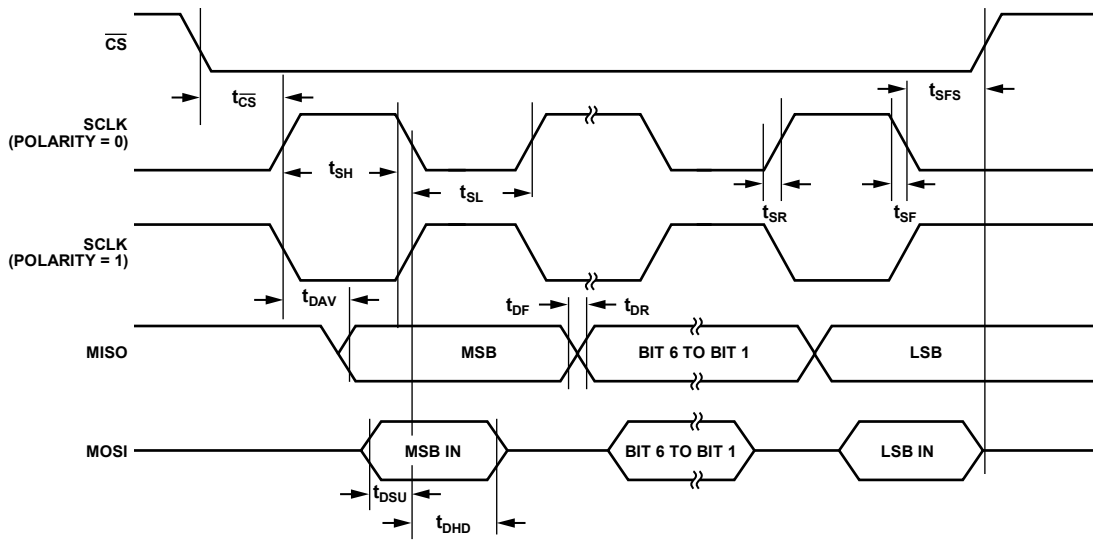 CS
tCS
tSFS
SCLK
(POLARITY = 0)
tSH
tSL
tSR
tSF
SCLK
(POLARITY = 1)
tDAV
tDF
tDR
MISO
MSB
BIT 6 TO BIT 1
LSB
MOSI
MSB IN
BIT 6 TO BIT 1
LSB IN
tDSU
tDHD